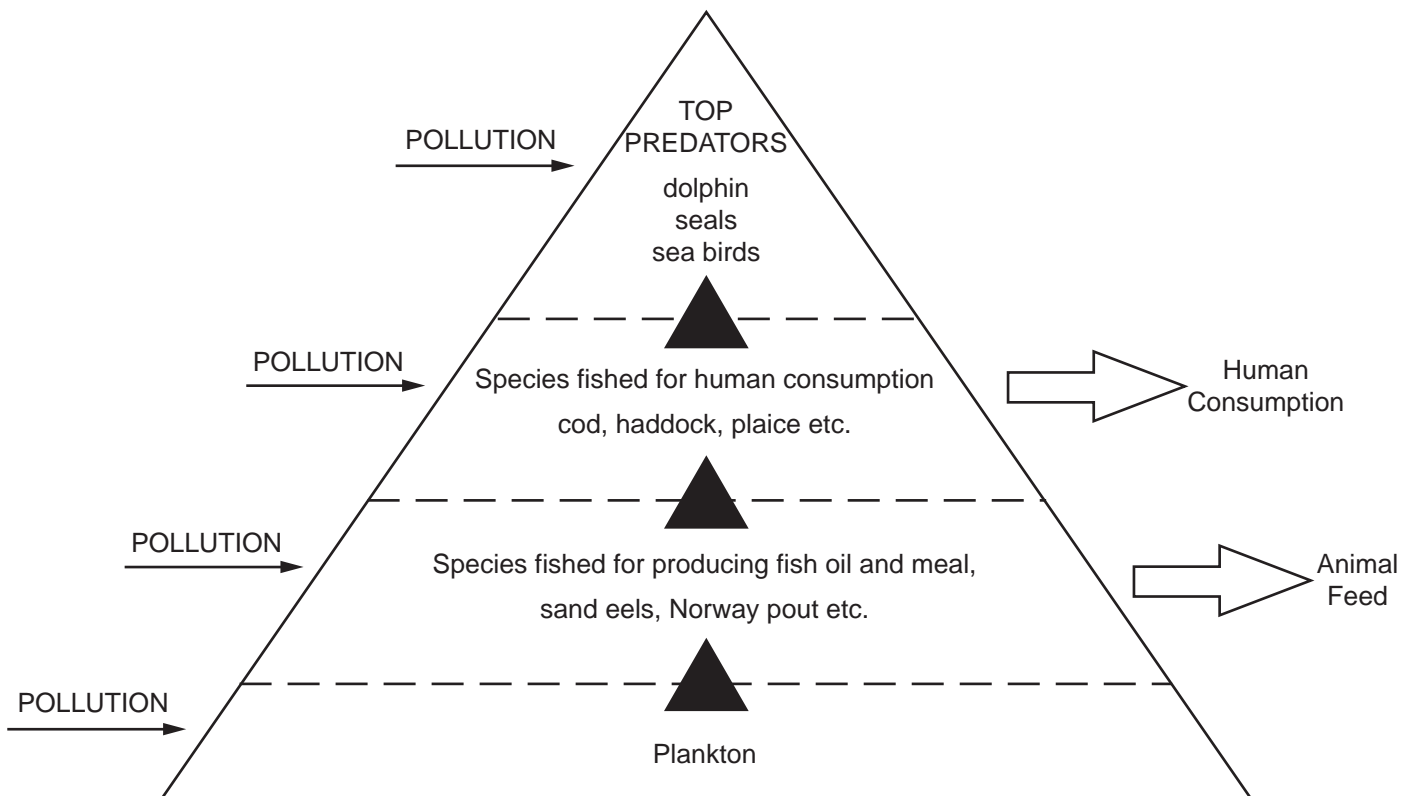 TOP
PREDATORS
POLLUTION
dolphin
seals
sea birds
POLLUTION
Species fished for human consumption
cod, haddock, plaice etc.
Human
Consumption
POLLUTION
Species fished for producing fish oil and meal,
sand eels, Norway pout etc.
Animal
Feed
POLLUTION
Plankton